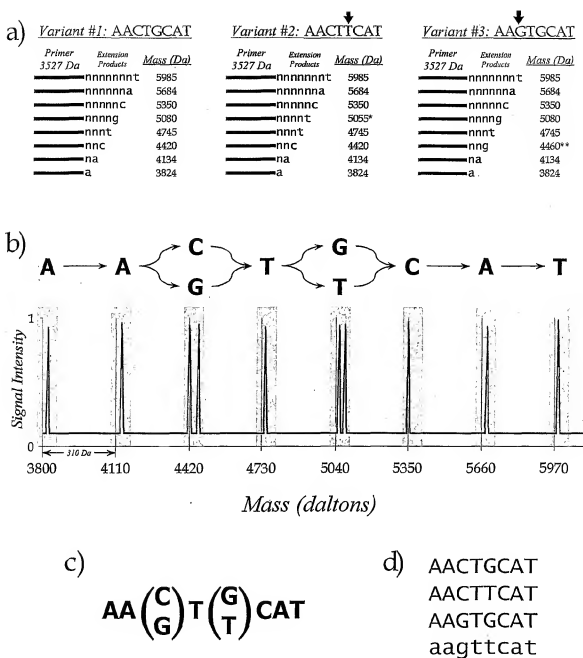 a)
Variant #1: AACTGCAT
Primer 3527 Da Extension Products Mass (Da)
nnnnnnnt 5985
nnnnnna 5684
nnnnnc 5350
nnnng 5080
nnnt 4745
nnc 4420
na 4134
a 3824
Variant #2: AACTTCAT
Primer 3527 Da Extension Products Mass (Da)
nnnnnnnt 5985
nnnnnna 5684
nnnnnc 5350
nnnnt 5055*
nnnt 4745
nnc 4420
na 4134
a 3824
Variant #3: AAGTGCAT
Primer 3527 Da Extension Products Mass (Da)
nnnnnnnt 5985
nnnnnna 5684
nnnnnc 5350
nnnng 5080
nnnt 4745
nng 4460**
na 4134
a 3824
b)
C G
A A T C A T
G T
Signal Intensity
1
0
310 Da
3800 4110 4420 4730 5040 5350 5660 5970
Mass (daltons)
c)
AA(C/G)T(G/T)CAT
d)
AACTGCAT
AACTTCAT
AAGTGCAT
aagttcat